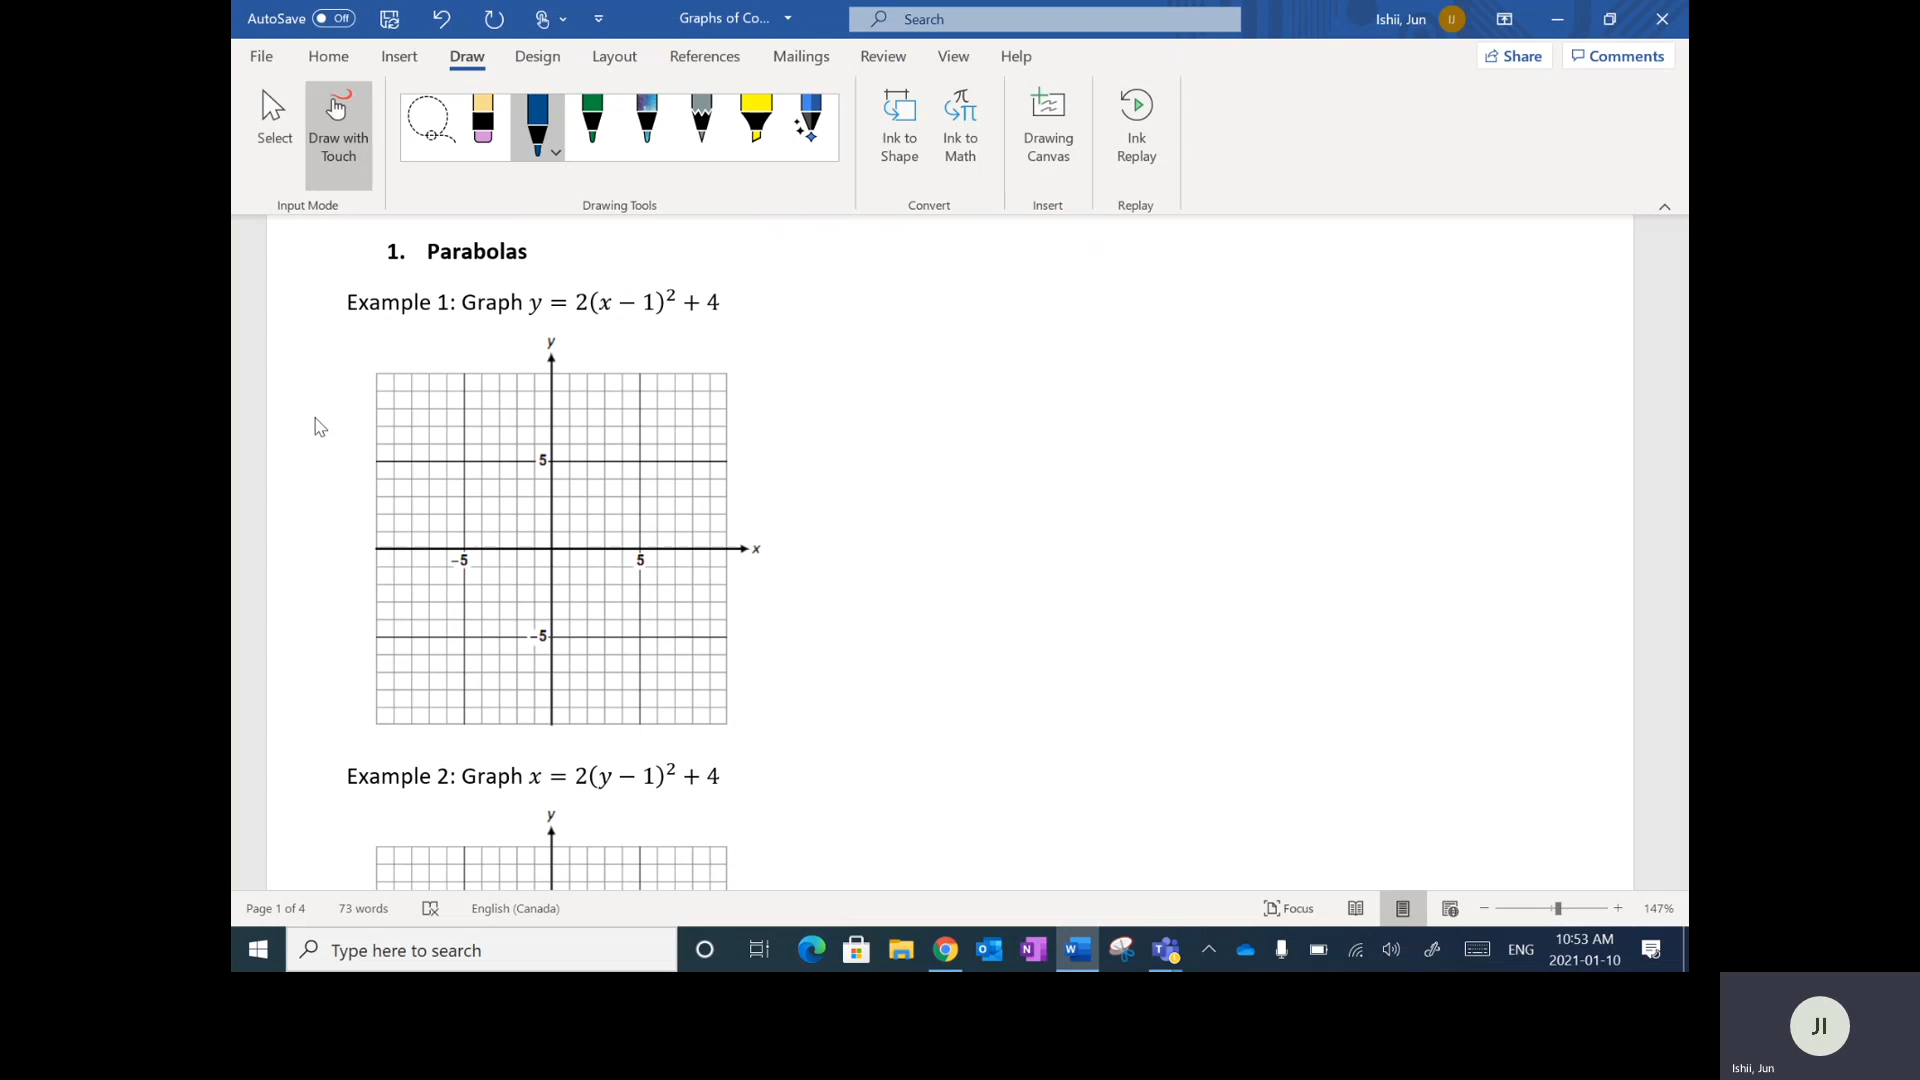 AutoSave Off Graphs of Co... Search Ishii, Jun IJ
File Home Insert Draw Design Layout References Mailings Review View Help Share Comments
Select Draw with Touch Ink to Shape Ink to Math Drawing Canvas Ink Replay
Input Mode Drawing Tools Convert Insert Replay
1. Parabolas
Example 1: Graph y = 2(x − 1)² + 4
y
5
x
−5 5
−5
Example 2: Graph x = 2(y − 1)² + 4
y
Page 1 of 4 73 words English (Canada) Focus 147%
Type here to search ENG 10:53 AM
2021-01-10
JI
Ishii, Jun